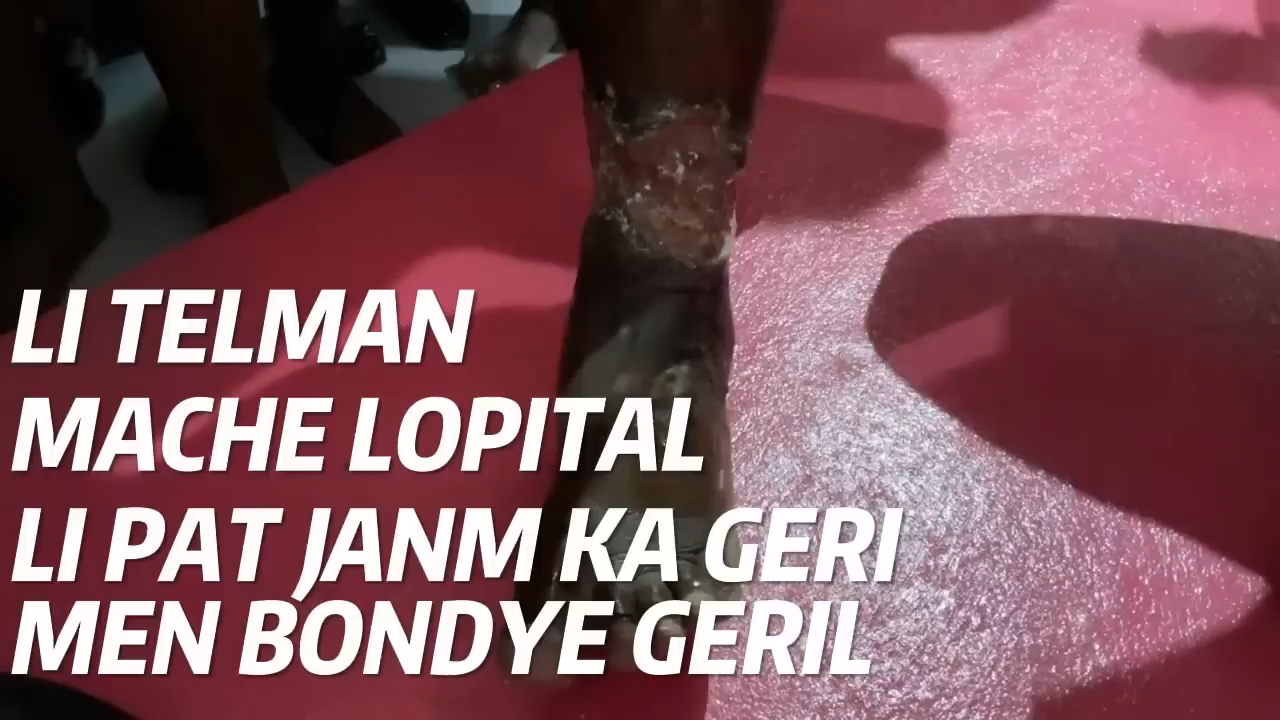 LI TELMAN
MACHE LOPITAL
LI PAT JANM KA GERI
MEN BONDYE GERIL